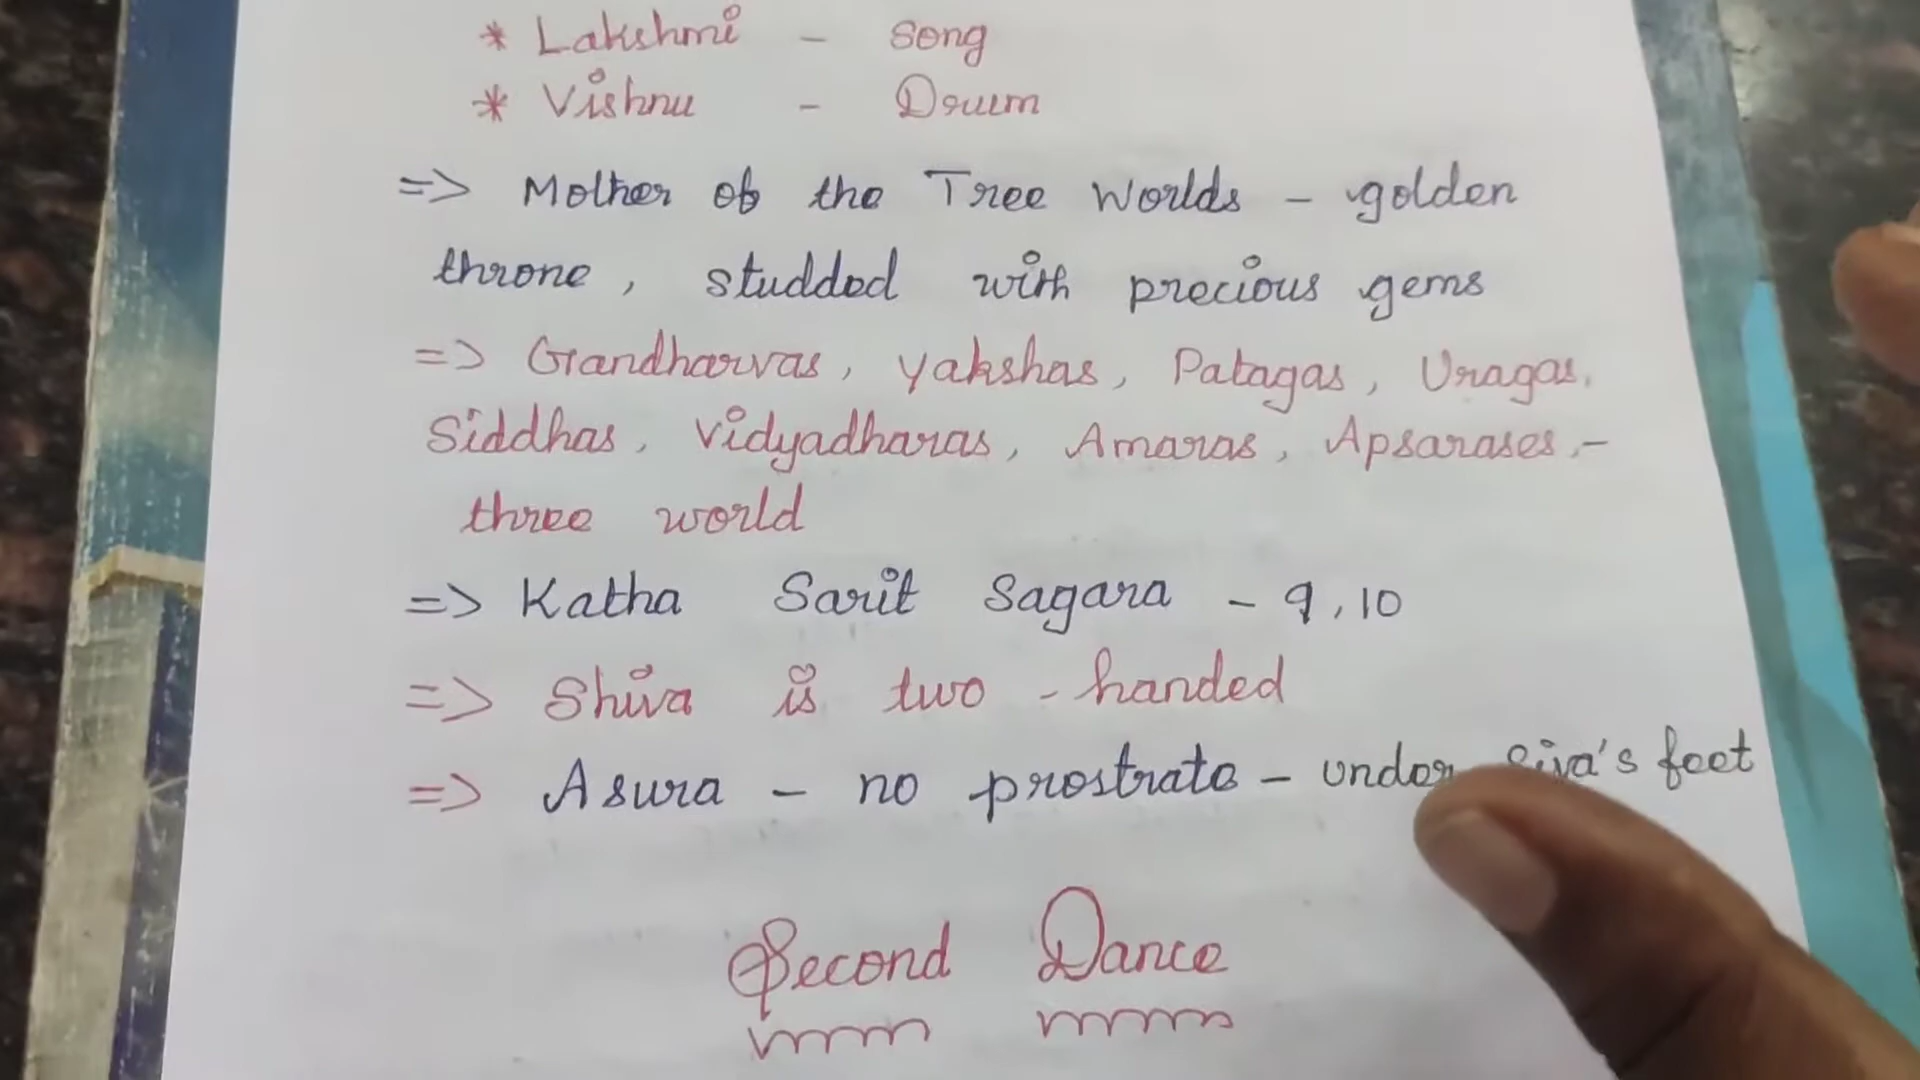 * Lakshmi - Song
* Vishnu - Drum
=> Mother of the Tree Worlds - golden
throne, studded with precious gems
=> Gandharvas, Yakshas, Patagas, Uragas,
Siddhas, Vidyadharas, Amaras, Apsarases, -
three world
=> Katha Sarit Sagara - 9, 10
=> Shiva is two - handed
=> Asura - no prostrate - under Siva's feet
Second Dance